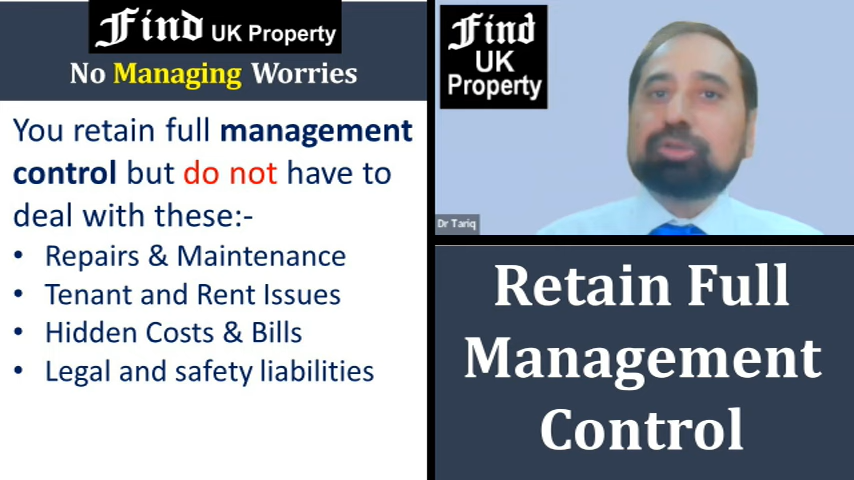 Find UK Property
No Managing Worries
You retain full management
control but do not have to
deal with these:-
• Repairs & Maintenance
• Tenant and Rent Issues
• Hidden Costs & Bills
• Legal and safety liabilities
Find
UK
Property
Dr Tariq
Retain Full
Management
Control